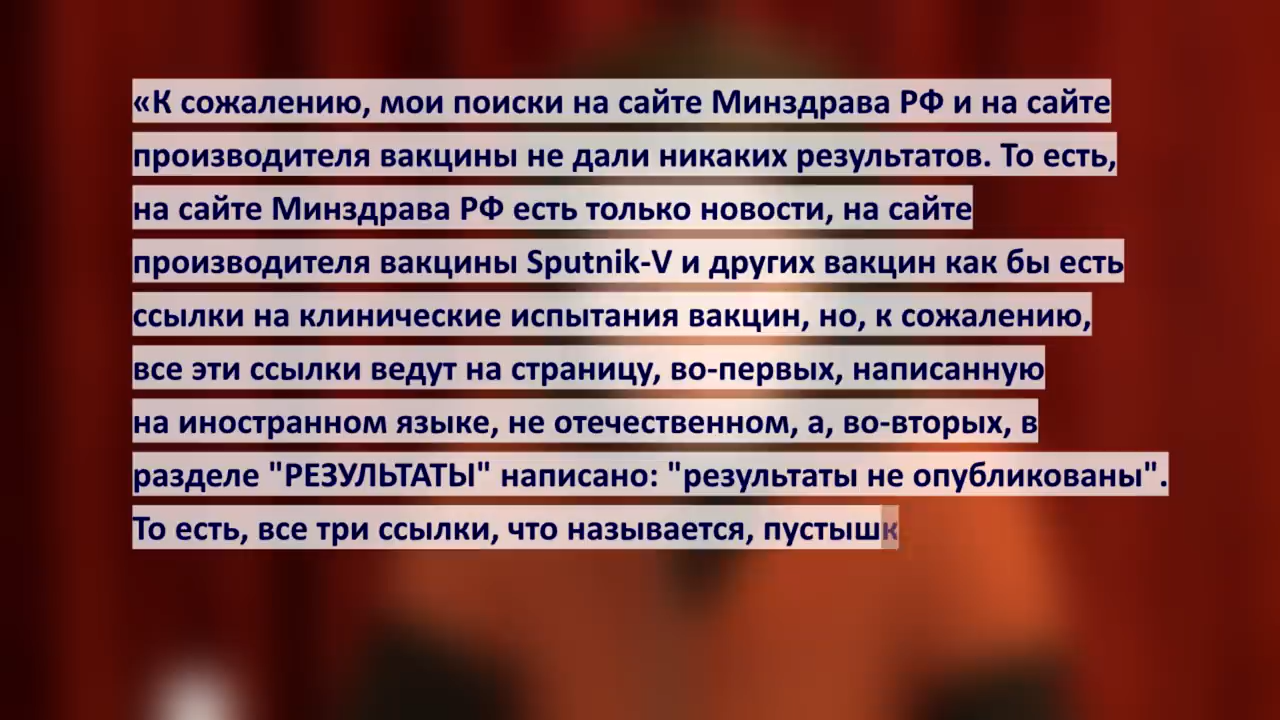 «К сожалению, мои поиски на сайте Минздрава РФ и на сайте
производителя вакцины не дали никаких результатов. То есть,
на сайте Минздрава РФ есть только новости, на сайте
производителя вакцины Sputnik-V и других вакцин как бы есть
ссылки на клинические испытания вакцин, но, к сожалению,
все эти ссылки ведут на страницу, во-первых, написанную
на иностранном языке, не отечественном, а, во-вторых, в
разделе "РЕЗУЛЬТАТЫ" написано: "результаты не опубликованы".
То есть, все три ссылки, что называется, пустышк